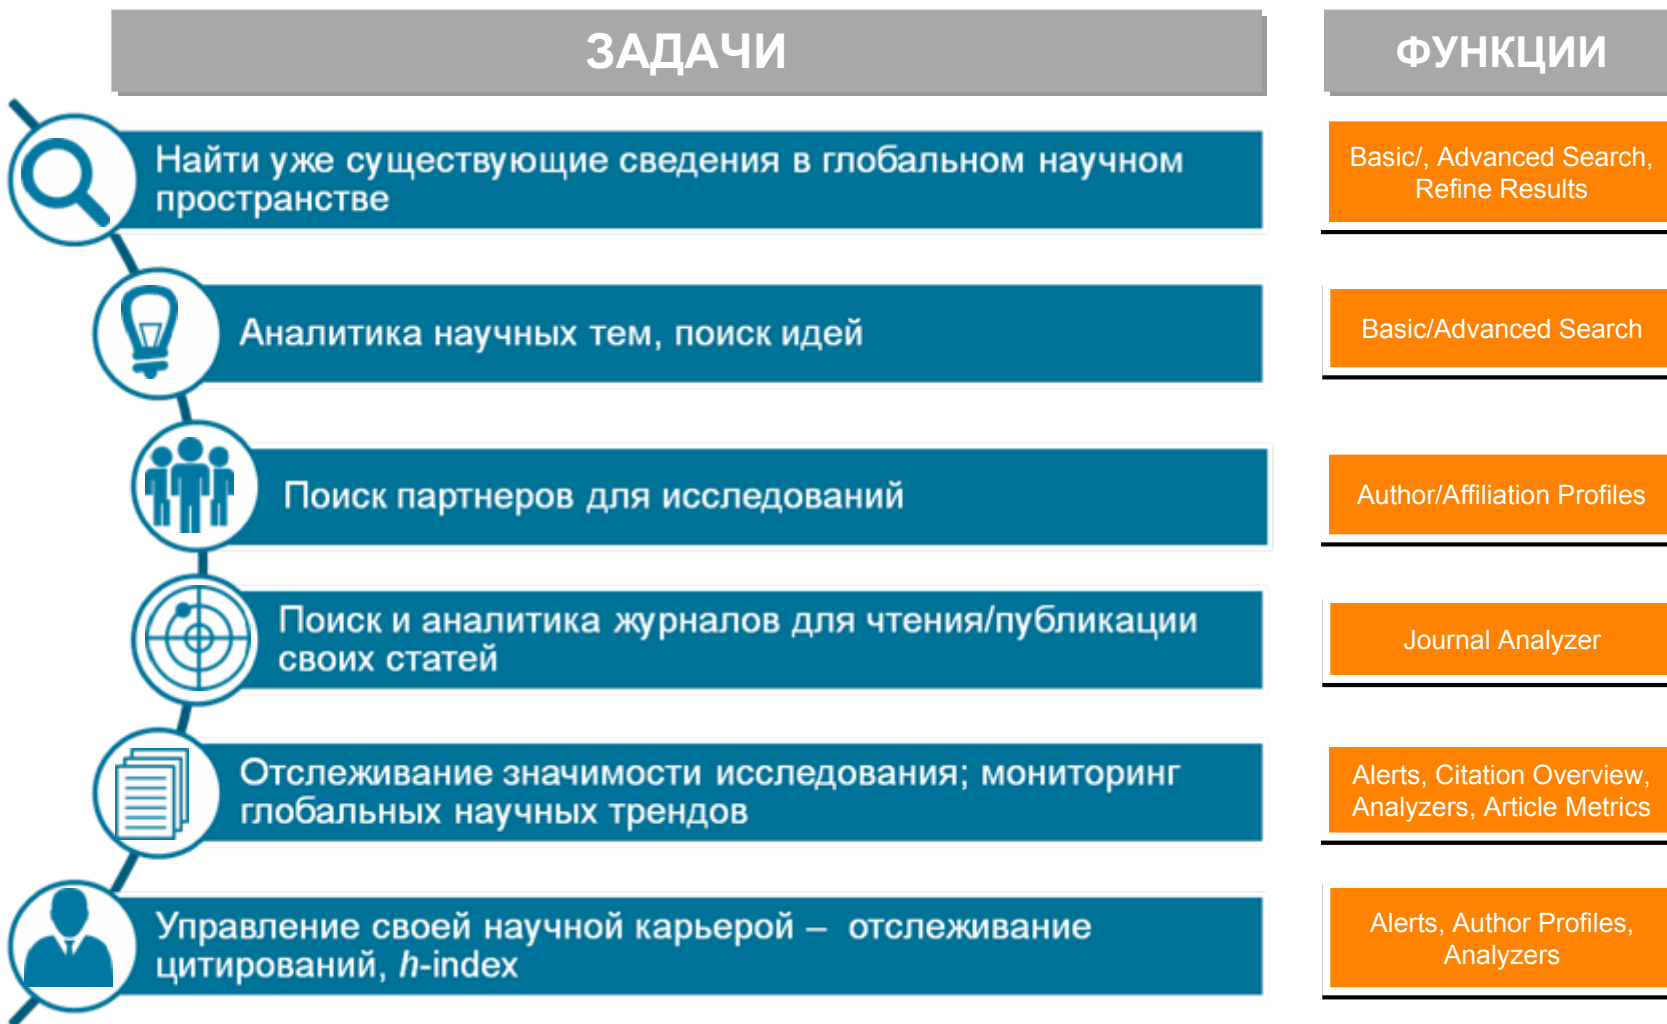 ЗАДАЧИ
ФУНКЦИИ
Найти уже существующие сведения в глобальном научном
пространстве
Basic/, Advanced Search,
Refine Results
Аналитика научных тем, поиск идей
Basic/Advanced Search
Поиск партнеров для исследований
Author/Affiliation Profiles
Поиск и аналитика журналов для чтения/публикации
своих статей
Journal Analyzer
Отслеживание значимости исследования; мониторинг
глобальных научных трендов
Alerts, Citation Overview,
Analyzers, Article Metrics
Управление своей научной карьерой – отслеживание
цитирований, h-index
Alerts, Author Profiles,
Analyzers